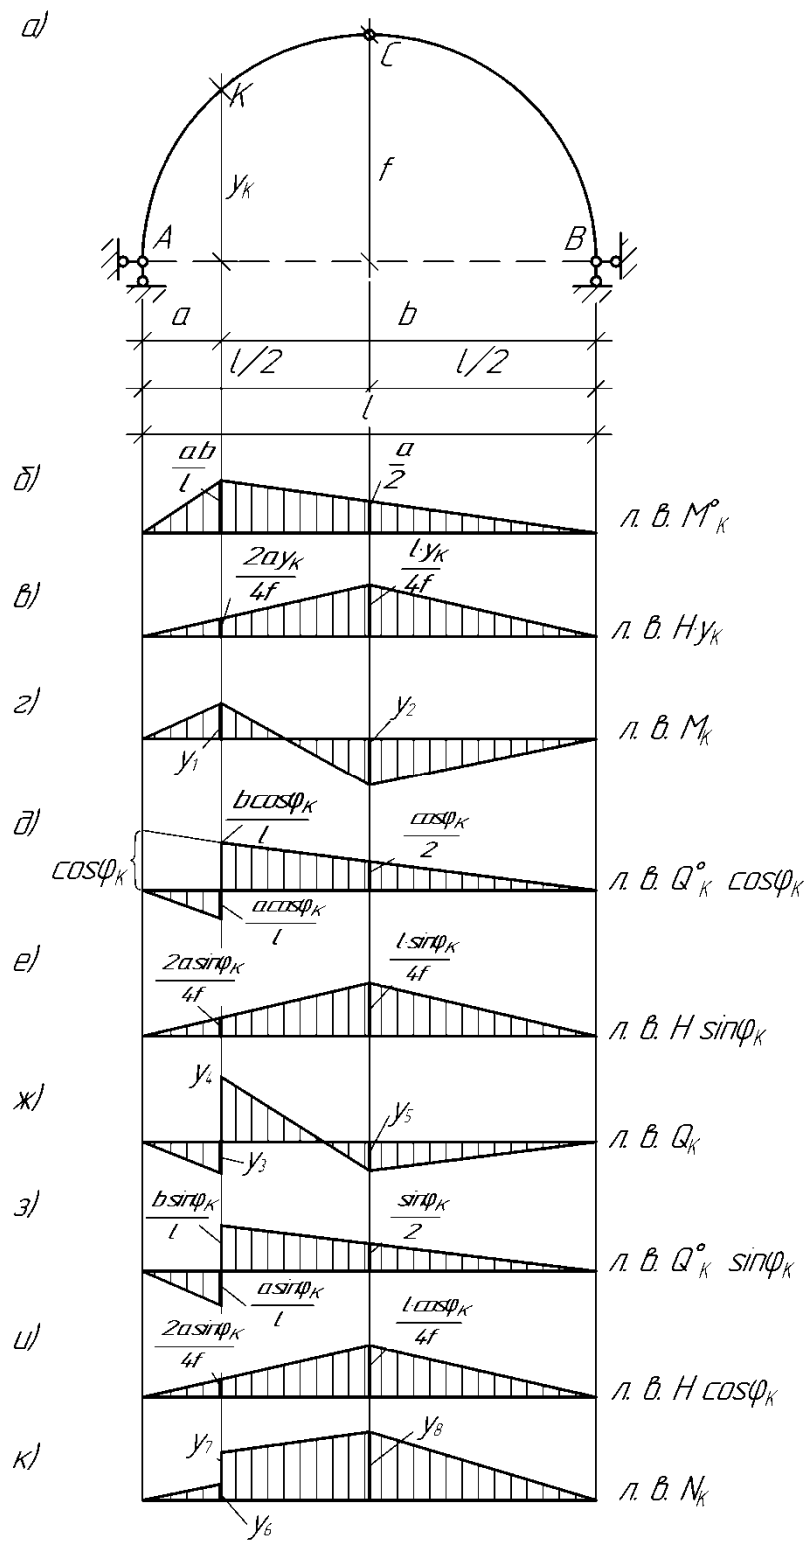 а)
C
K
y_K
f
A
B
a
b
l/2
l/2
l
б)
ab/l
a/2
л. в. M°_K
в)
2ay_K/4f
l·y_K/4f
л. в. H·y_K
г)
y_1
y_2
л. в. M_K
д)
cosφ_K
bcosφ_K/l
cosφ_K/2
acosφ_K/l
л. в. Q°_K cosφ_K
е)
2asinφ_K/4f
l·sinφ_K/4f
л. в. H sinφ_K
ж)
y_4
y_5
y_3
л. в. Q_K
з)
bsinφ_K/l
sinφ_K/2
asinφ_K/l
л. в. Q°_K sinφ_K
и)
2asinφ_K/4f
l·cosφ_K/4f
л. в. H cosφ_K
к)
y_7
y_8
y_6
л. в. N_K